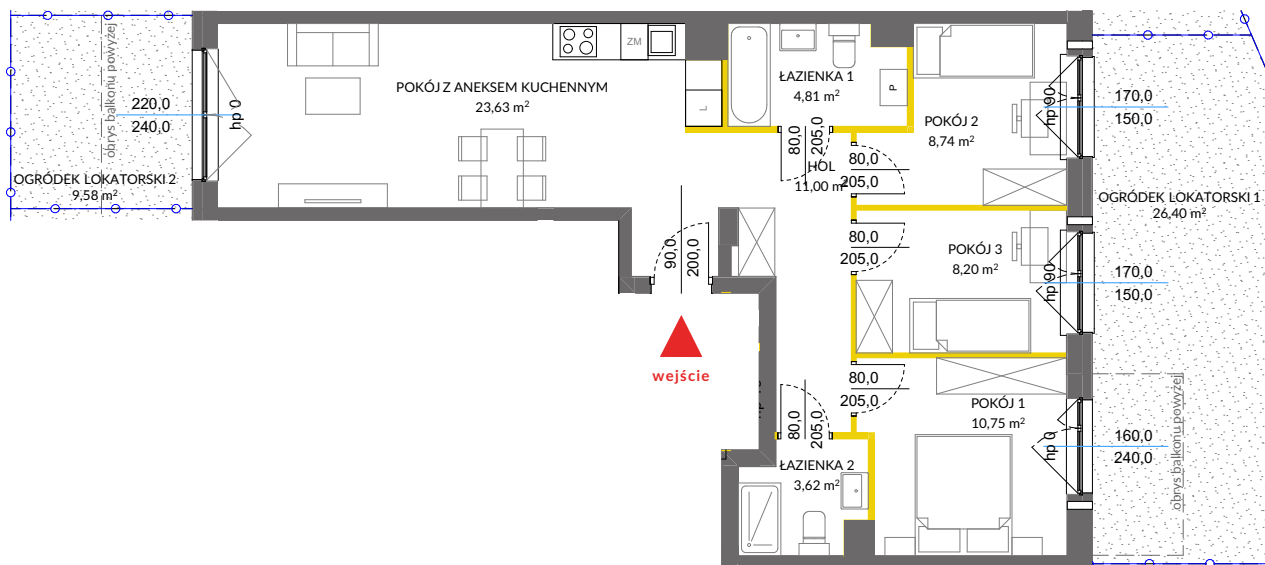 obrys balkonu powyżej
220,0
240,0
hp 0
OGRÓDEK LOKATORSKI 2
9,58 m²
POKÓJ Z ANEKSEM KUCHENNYM
23,63 m²
ZM
L
ŁAZIENKA 1
4,81 m²
P
80,0
205,0
HOL
11,00 m²
POKÓJ 2
8,74 m²
80,0
205,0
hp 90
170,0
150,0
OGRÓDEK LOKATORSKI 1
26,40 m²
90,0
200,0
wejście
80,0
205,0
POKÓJ 3
8,20 m²
hp 90
170,0
150,0
80,0
205,0
POKÓJ 1
10,75 m²
hp 0
160,0
240,0
obrys balkonu powyżej
80,0
205,0
ŁAZIENKA 2
3,62 m²